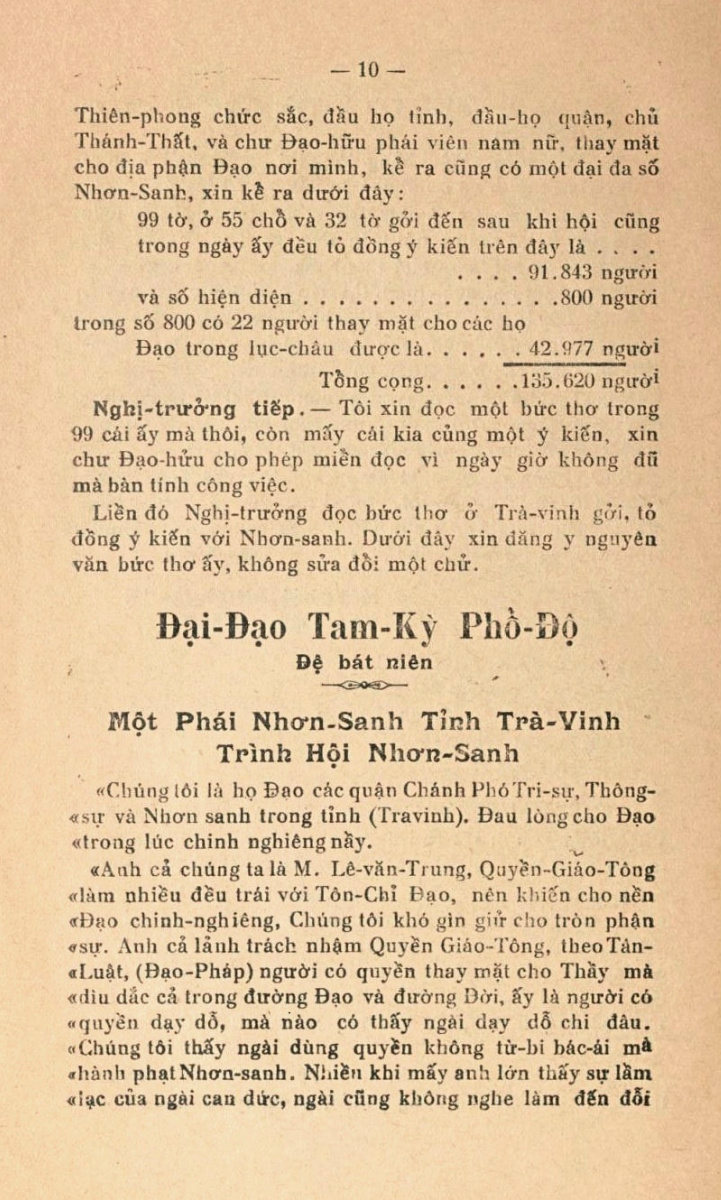 — 10 —
Thiên-phong chức sắc, đầu họ tỉnh, đầu-họ quận, chủ
Thánh-Thất, và chư Đạo-hữu phái viên nam nữ, thay mặt
cho địa phận Đạo nơi mình, kể ra cũng có một đại đa số
Nhơn-Sanh, xin kể ra dưới đây:
99 tờ, ở 55 chỗ và 32 tờ gởi đến sau khi hội cũng
trong ngày ấy đều tỏ đồng ý kiến trên đây là . . . .
. . . . 91.843 người
và số hiện diện . . . . . . . . . . . . . . .800 người
trong số 800 có 22 người thay mặt cho các họ
Đạo trong lục-châu được là. . . . . . 42.977 người
Tồng cọng. . . . . .135.620 người
Nghị-trưởng tiếp.— Tôi xin đọc một bức thơ trong
99 cái ấy mà thôi, còn mấy cái kia củng một ý kiến, xin
chư Đạo-hửu cho phép miễn đọc vì ngày giờ không đũ
mà bàn tính công việc.
Liền đó Nghị-trưởng đọc bức thơ ở Trà-vinh gởi, tỏ
đồng ý kiến với Nhơn-sanh. Dưới đây xin đăng y nguyên
văn bức thơ ấy, không sửa đồi một chử.
Đại-Đạo Tam-Kỳ Phồ-Độ
Đệ bát niên
Một Phái Nhơn-Sanh Tỉnh Trà-Vinh
Trình Hội Nhơn-Sanh
«Chúng tôi là họ Đạo các quận Chánh Phó Tri-sự, Thông-
«sự và Nhơn sanh trong tỉnh (Travinh). Đau lòng cho Đạo
«trong lúc chinh nghiêng nầy.
«Anh cả chúng ta là M. Lê-văn-Trung, Quyền-Giáo-Tông
«làm nhiều đều trái với Tôn-Chỉ Đạo, nên khiến cho nền
«Đạo chinh-nghiêng, Chúng tôi khó gìn giử cho tròn phận
«sự. Anh cả lảnh trách nhậm Quyền Giáo-Tông, theo Tân-
«Luật, (Đạo-Pháp) người có quyền thay mặt cho Thầy mà
«dìu dắc cả trong đường Đạo và đường Đời, ấy là người có
«quyền dạy dỗ, mà nào có thấy ngài dạy dỗ chi đâu.
«Chúng tôi thấy ngài dùng quyền không từ-bi bác-ái mà
«hành phạt Nhơn-sanh. Nhiều khi mấy anh lớn thấy sự lầm
«lạc của ngài can dức, ngài cũng không nghe làm đến đỗi